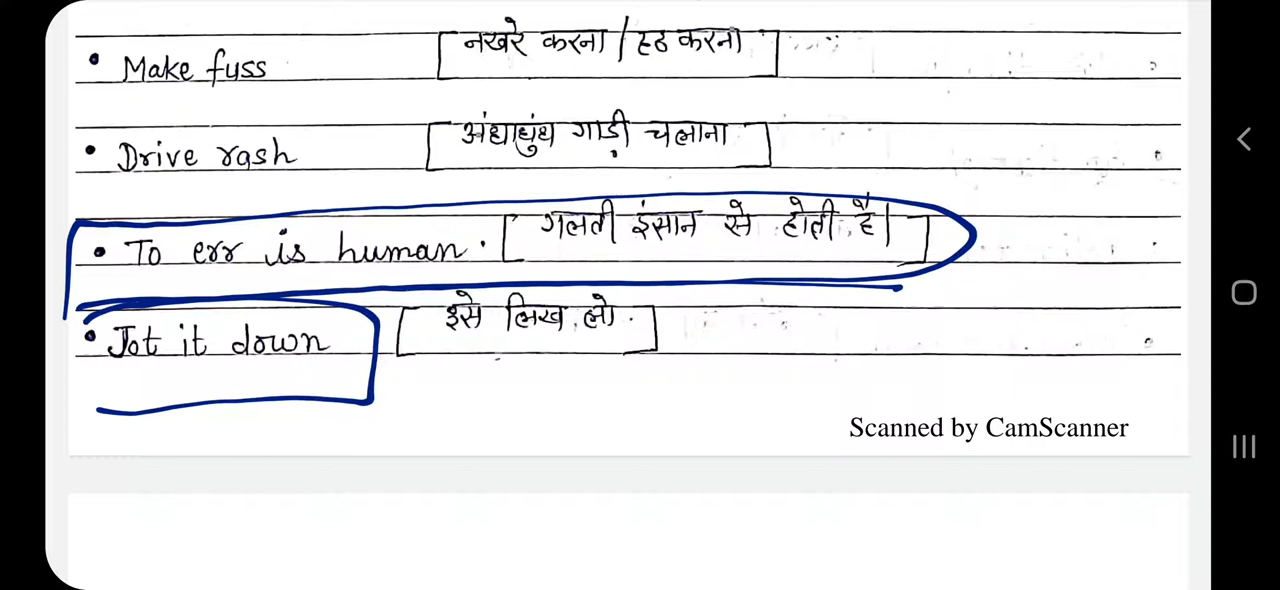 • Make fuss [नखरे करना / हठ करना]
• Drive rash [अंधाधुंध गाड़ी चलाना]
• To err is human. [गलती इंसान से होती है।]
• Jot it down [इसे लिख लो.]
Scanned by CamScanner